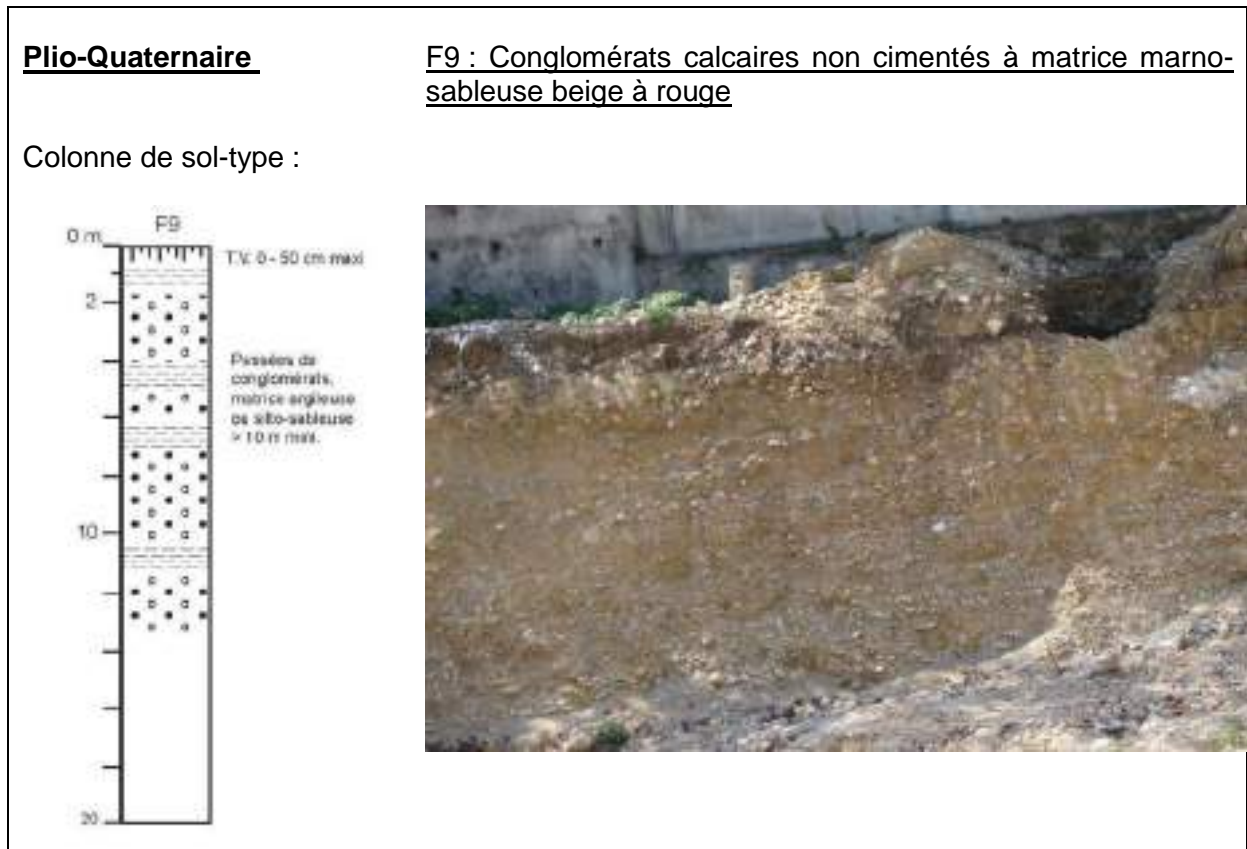 Plio-Quaternaire
F9 : Conglomérats calcaires non cimentés à matrice marno-
sableuse beige à rouge
Colonne de sol-type :
F9
0 m
T.V. 0 - 50 cm maxi
2
Passées de
conglomérats,
matrice argileuse
ou silto-sableuse
> 10 m maxi.
10
20